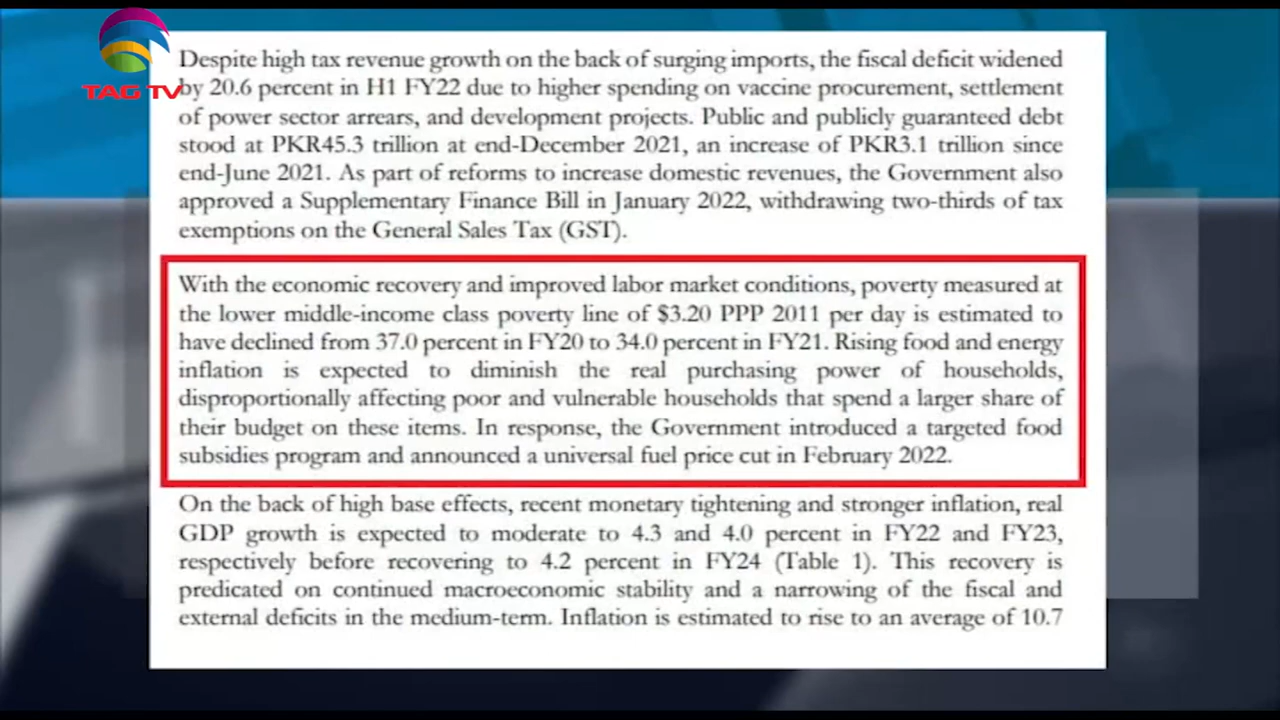 TAG TV
Despite high tax revenue growth on the back of surging imports, the fiscal deficit widened
by 20.6 percent in H1 FY22 due to higher spending on vaccine procurement, settlement
of power sector arrears, and development projects. Public and publicly guaranteed debt
stood at PKR45.3 trillion at end-December 2021, an increase of PKR3.1 trillion since
end-June 2021. As part of reforms to increase domestic revenues, the Government also
approved a Supplementary Finance Bill in January 2022, withdrawing two-thirds of tax
exemptions on the General Sales Tax (GST).
With the economic recovery and improved labor market conditions, poverty measured at
the lower middle-income class poverty line of $3.20 PPP 2011 per day is estimated to
have declined from 37.0 percent in FY20 to 34.0 percent in FY21. Rising food and energy
inflation is expected to diminish the real purchasing power of households,
disproportionally affecting poor and vulnerable households that spend a larger share of
their budget on these items. In response, the Government introduced a targeted food
subsidies program and announced a universal fuel price cut in February 2022.
On the back of high base effects, recent monetary tightening and stronger inflation, real
GDP growth is expected to moderate to 4.3 and 4.0 percent in FY22 and FY23,
respectively before recovering to 4.2 percent in FY24 (Table 1). This recovery is
predicated on continued macroeconomic stability and a narrowing of the fiscal and
external deficits in the medium-term. Inflation is estimated to rise to an average of 10.7